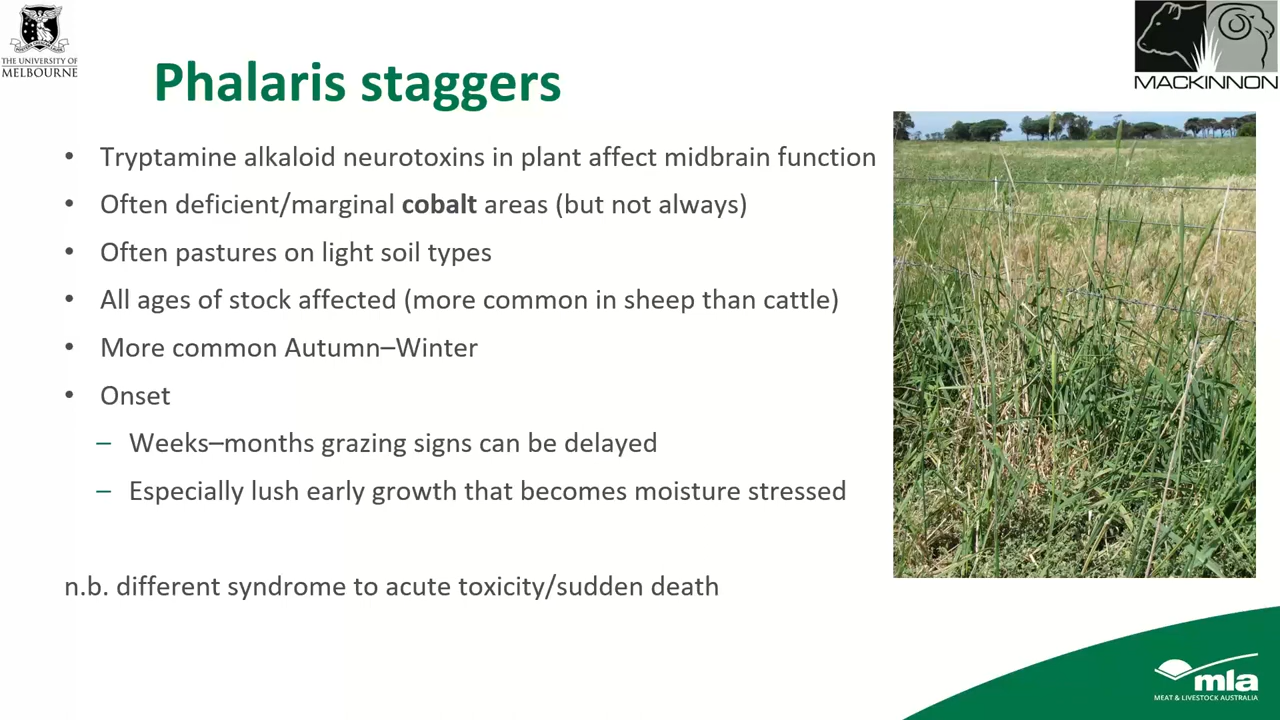 THE UNIVERSITY OF
MELBOURNE
MACKINNON
Phalaris staggers
• Tryptamine alkaloid neurotoxins in plant affect midbrain function
• Often deficient/marginal cobalt areas (but not always)
• Often pastures on light soil types
• All ages of stock affected (more common in sheep than cattle)
• More common Autumn–Winter
• Onset
– Weeks–months grazing signs can be delayed
– Especially lush early growth that becomes moisture stressed
n.b. different syndrome to acute toxicity/sudden death
mla
MEAT & LIVESTOCK AUSTRALIA